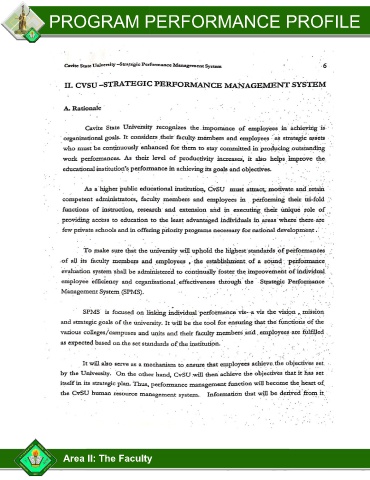 PROGRAM PERFORMANCE PROFILE
Cavite State University –Strategic Performance Management System 6
II. CVSU –STRATEGIC PERFORMANCE MANAGEMENT SYSTEM
A. Rationale
Cavite State University recognizes the importance of employees in achieving is
organizational goals. It considers their faculty members and employees as strategic assets
who must be continuously enhanced for them to stay committed in producing outstanding
work performances. As their level of productivity increases, it also helps improve the
educational institution's performance in achieving its goals and objectives.
As a higher public educational institution, CvSU must attract, motivate and retain
competent administrators, faculty members and employees in performing their tri-fold
functions of instruction, research and extension and in executing their unique role of
providing access to education to the least advantaged individuals in areas where there are
few private schools and in offering priority programs necessary for national development .
To make sure that the university will uphold the highest standards of performances
of all its faculty members and employees , the establishment of a sound performance
evaluation system shall be administered to continually foster the improvement of individual
employee efficiency and organizational effectiveness through the Strategic Performance
Management System (SPMS).
SPMS is focused on linking individual performance vis- a vis the vision , mission
and strategic goals of the university. It will be the tool for ensuring that the functions of the
various colleges/campuses and units and their faculty members and employees are fulfilled
as expected based on the set standards of the institution.
It will also serve as a mechanism to ensure that employees achieve the objectives set
by the University. On the other hand, CvSU will then achieve the objectives that it has set
itself in its strategic plan. Thus, performance management function will become the heart of
the CvSU human resource management system. Information that will be derived from it
Area II: The Faculty